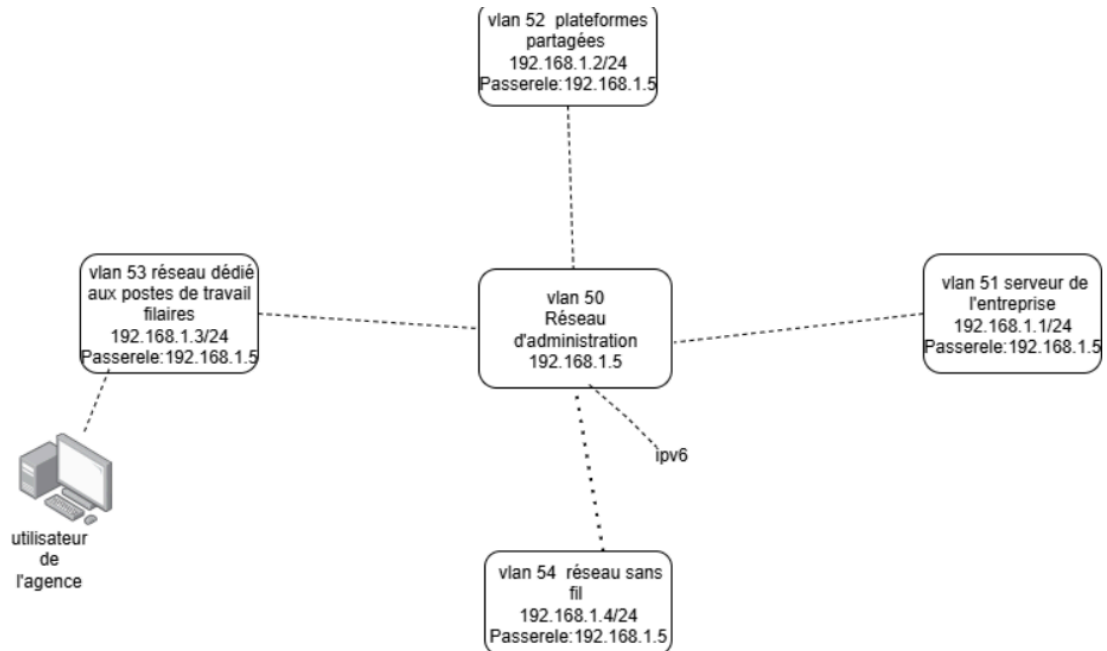 vlan 52  plateformes
partagées
192.168.1.2/24
Passerele:192.168.1.5
vlan 53 réseau dédié
aux postes de travail
filaires
192.168.1.3/24
Passerele:192.168.1.5
vlan 50
Réseau
d'administration
192.168.1.5
vlan 51 serveur de
l'entreprise
192.168.1.1/24
Passerele:192.168.1.5
ipv6
utilisateur
de
l'agence
vlan 54  réseau sans
fil
192.168.1.4/24
Passerele:192.168.1.5